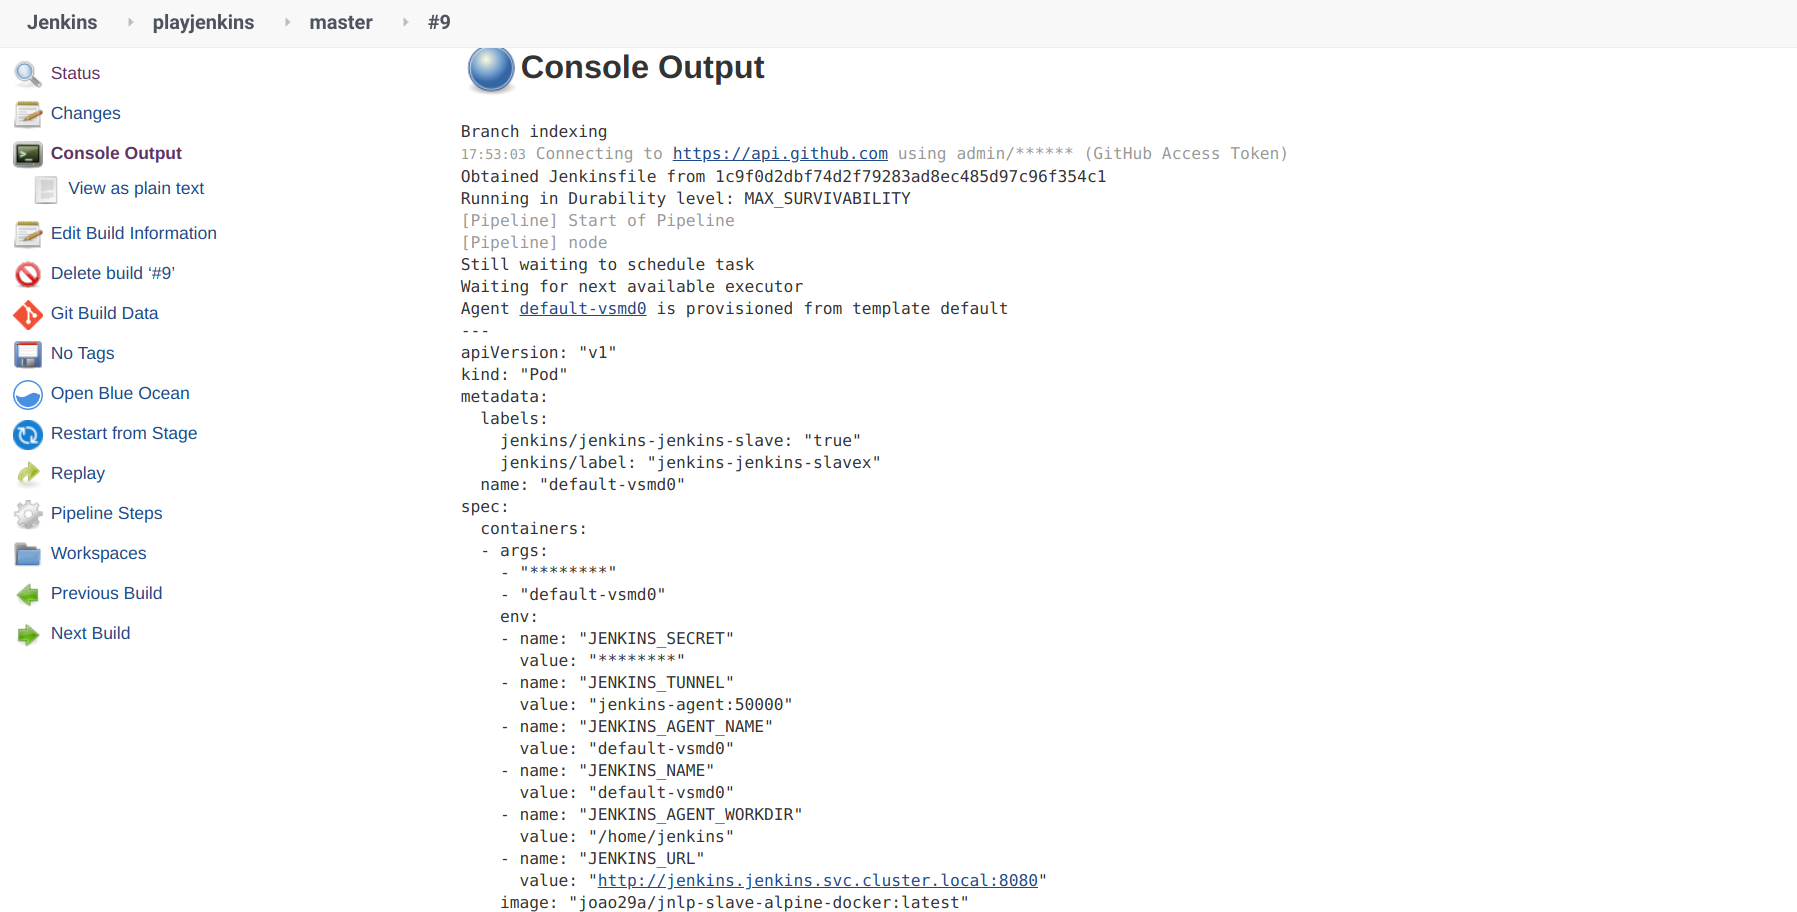 Jenkins playjenkins master #9
Status
Changes
Console Output
View as plain text
Edit Build Information
Delete build ‘#9’
Git Build Data
No Tags
Open Blue Ocean
Restart from Stage
Replay
Pipeline Steps
Workspaces
Previous Build
Next Build
Console Output
Branch indexing
17:53:03 Connecting to https://api.github.com using admin/****** (GitHub Access Token)
Obtained Jenkinsfile from 1c9f0d2dbf74d2f79283ad8ec485d97c96f354c1
Running in Durability level: MAX_SURVIVABILITY
[Pipeline] Start of Pipeline
[Pipeline] node
Still waiting to schedule task
Waiting for next available executor
Agent default-vsmd0 is provisioned from template default
---
apiVersion: "v1"
kind: "Pod"
metadata:
  labels:
    jenkins/jenkins-jenkins-slave: "true"
    jenkins/label: "jenkins-jenkins-slavex"
  name: "default-vsmd0"
spec:
  containers:
  - args:
    - "********"
    - "default-vsmd0"
    env:
    - name: "JENKINS_SECRET"
      value: "********"
    - name: "JENKINS_TUNNEL"
      value: "jenkins-agent:50000"
    - name: "JENKINS_AGENT_NAME"
      value: "default-vsmd0"
    - name: "JENKINS_NAME"
      value: "default-vsmd0"
    - name: "JENKINS_AGENT_WORKDIR"
      value: "/home/jenkins"
    - name: "JENKINS_URL"
      value: "http://jenkins.jenkins.svc.cluster.local:8080"
    image: "joao29a/jnlp-slave-alpine-docker:latest"